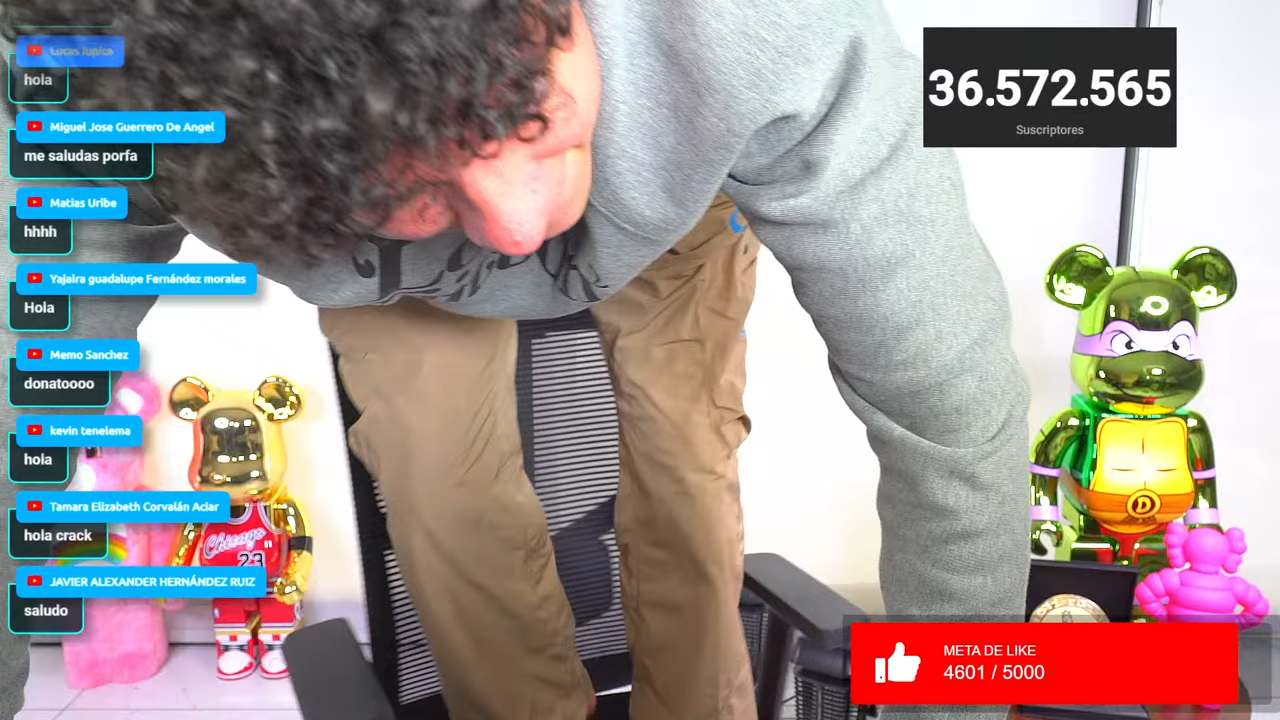 Lucas lupica
hola
Miguel Jose Guerrero De Angel
me saludas porfa
Matias Uribe
hhhh
Yajaira guadalupe Fernández morales
Hola
Memo Sanchez
donatoooo
kevin tenelema
hola
Tamara Elizabeth Corvalán Aciar
hola crack
JAVIER ALEXANDER HERNÁNDEZ RUIZ
saludo
36.572.565
Suscriptores
Chicago
23
D
META DE LIKE
4601 / 5000